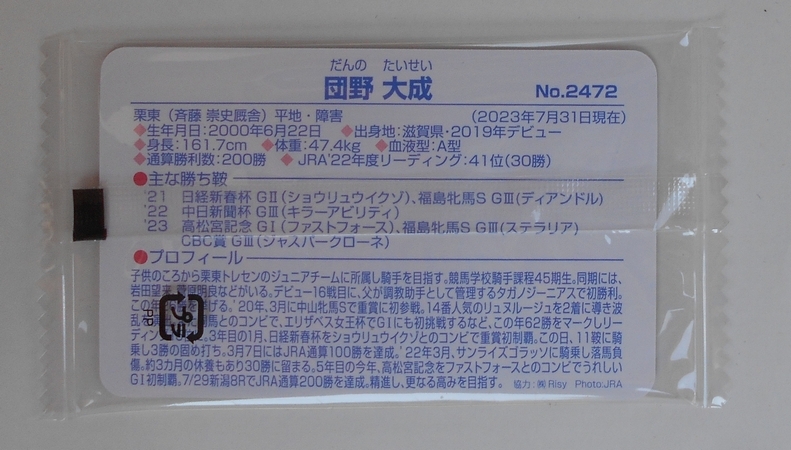 だんの たいせい
団野 大成 No.2472
栗東（斉藤 崇史厩舎）平地・障害 （2023年7月31日現在）
◆生年月日：2000年6月22日 ◆出身地：滋賀県・2019年デビュー
◆身長：161.7cm ◆体重：47.4kg ◆血液型：A型
◆通算勝利数：200勝 ◆JRA'22年度リーディング：41位（30勝）
●主な勝ち鞍
'21 日経新春杯 GⅡ（ショウリュウイクゾ）、福島牝馬S GⅢ（ディアンドル）
'22 中日新聞杯 GⅢ（キラーアビリティ）
'23 高松宮記念 GⅠ（ファストフォース）、福島牝馬S GⅢ（ステラリア）
CBC賞 GⅢ（ジャスパークローネ）
●プロフィール
子供のころから栗東トレセンのジュニアチームに所属し騎手を目指す。競馬学校騎手課程45期生。同期には、
岩田望来、菅原明良などがいる。デビュー16戦目に、父が調教助手として管理するタガノジーニアスで初勝利。
この年 げる。'20年、3月に中山牝馬Sで重賞に初参戦。14番人気のリュヌルージュを2着に導き波
乱 馬とのコンビで、エリザベス女王杯でGⅠにも初挑戦するなど、この年62勝をマークしリー
ディン 3年目の1月、日経新春杯をショウリュウイクゾとのコンビで重賞初制覇。この日、11鞍に騎
乗し3勝の固め打ち。3月7日にはJRA通算100勝を達成。'22年3月、サンライズゴラッソに騎乗し落馬負
傷。約3カ月の休養もあり30勝に留まる。5年目の今年、高松宮記念をファストフォースとのコンビでうれしい
GⅠ初制覇。7/29新潟8RでJRA通算200勝を達成。精進し、更なる高みを目指す。 協力：㈱Risy Photo:JRA
プラ
PP